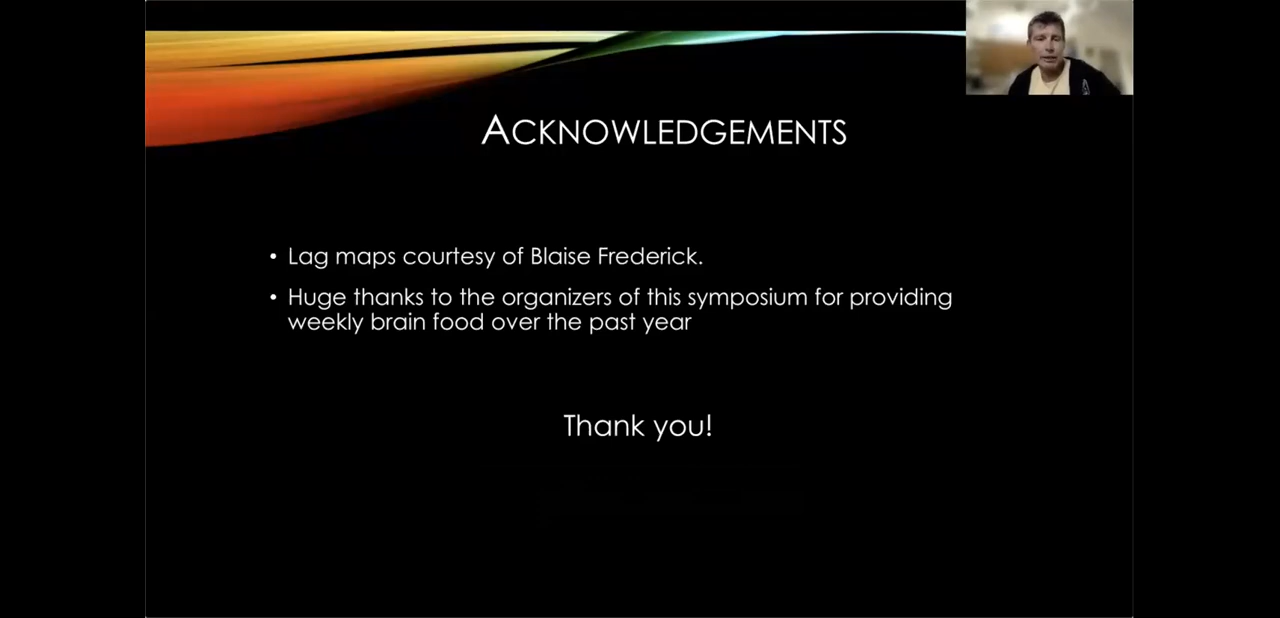 ACKNOWLEDGEMENTS
• Lag maps courtesy of Blaise Frederick.
• Huge thanks to the organizers of this symposium for providing
weekly brain food over the past year
Thank you!